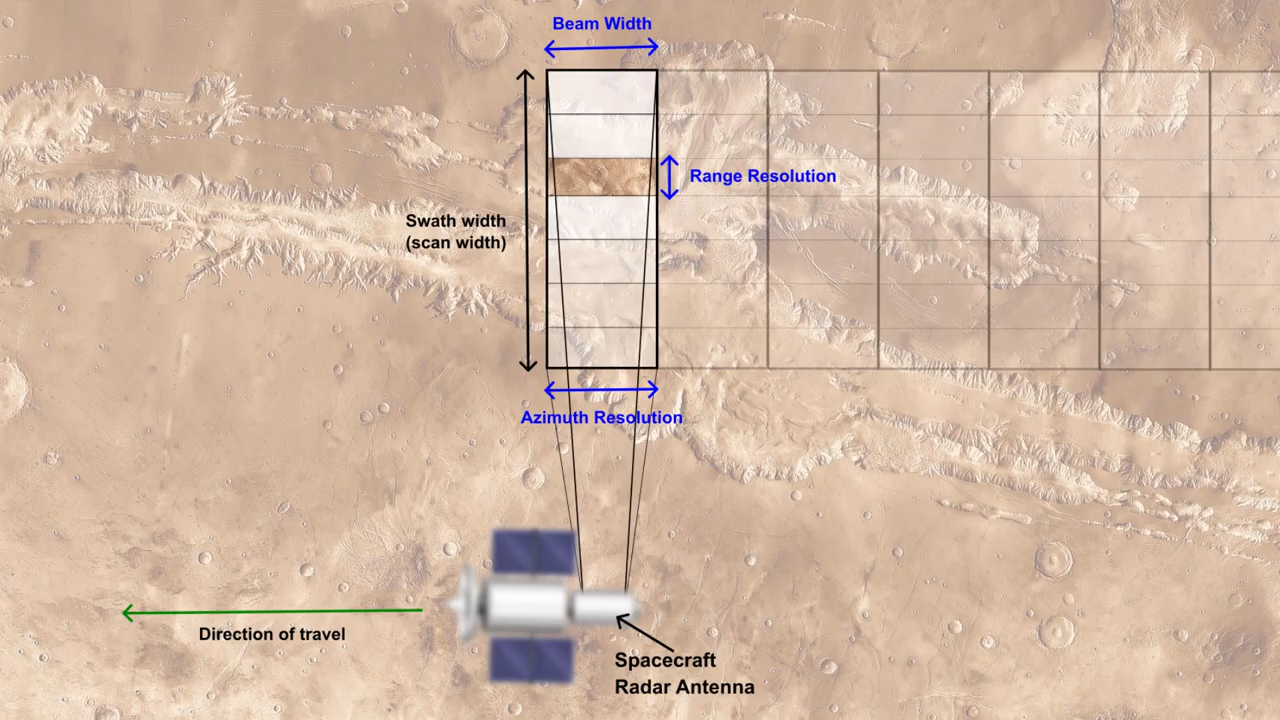 Beam Width
Range Resolution
Swath width
(scan width)
Azimuth Resolution
Direction of travel
Spacecraft
Radar Antenna